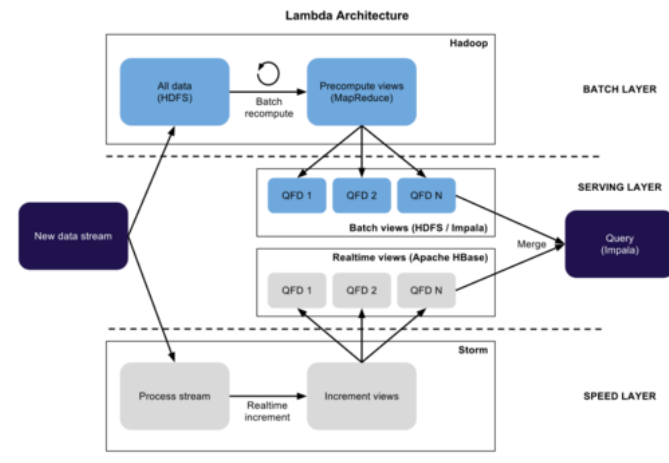 Lambda Architecture
Hadoop
All data
(HDFS)
Batch
recompute
Precompute views
(MapReduce)
BATCH LAYER
QFD 1
QFD 2
QFD N
Batch views (HDFS / Impala)
SERVING LAYER
New data stream
Merge
Query
(Impala)
Realtime views (Apache HBase)
QFD 1
QFD 2
QFD N
Storm
Process stream
Realtime
increment
Increment views
SPEED LAYER